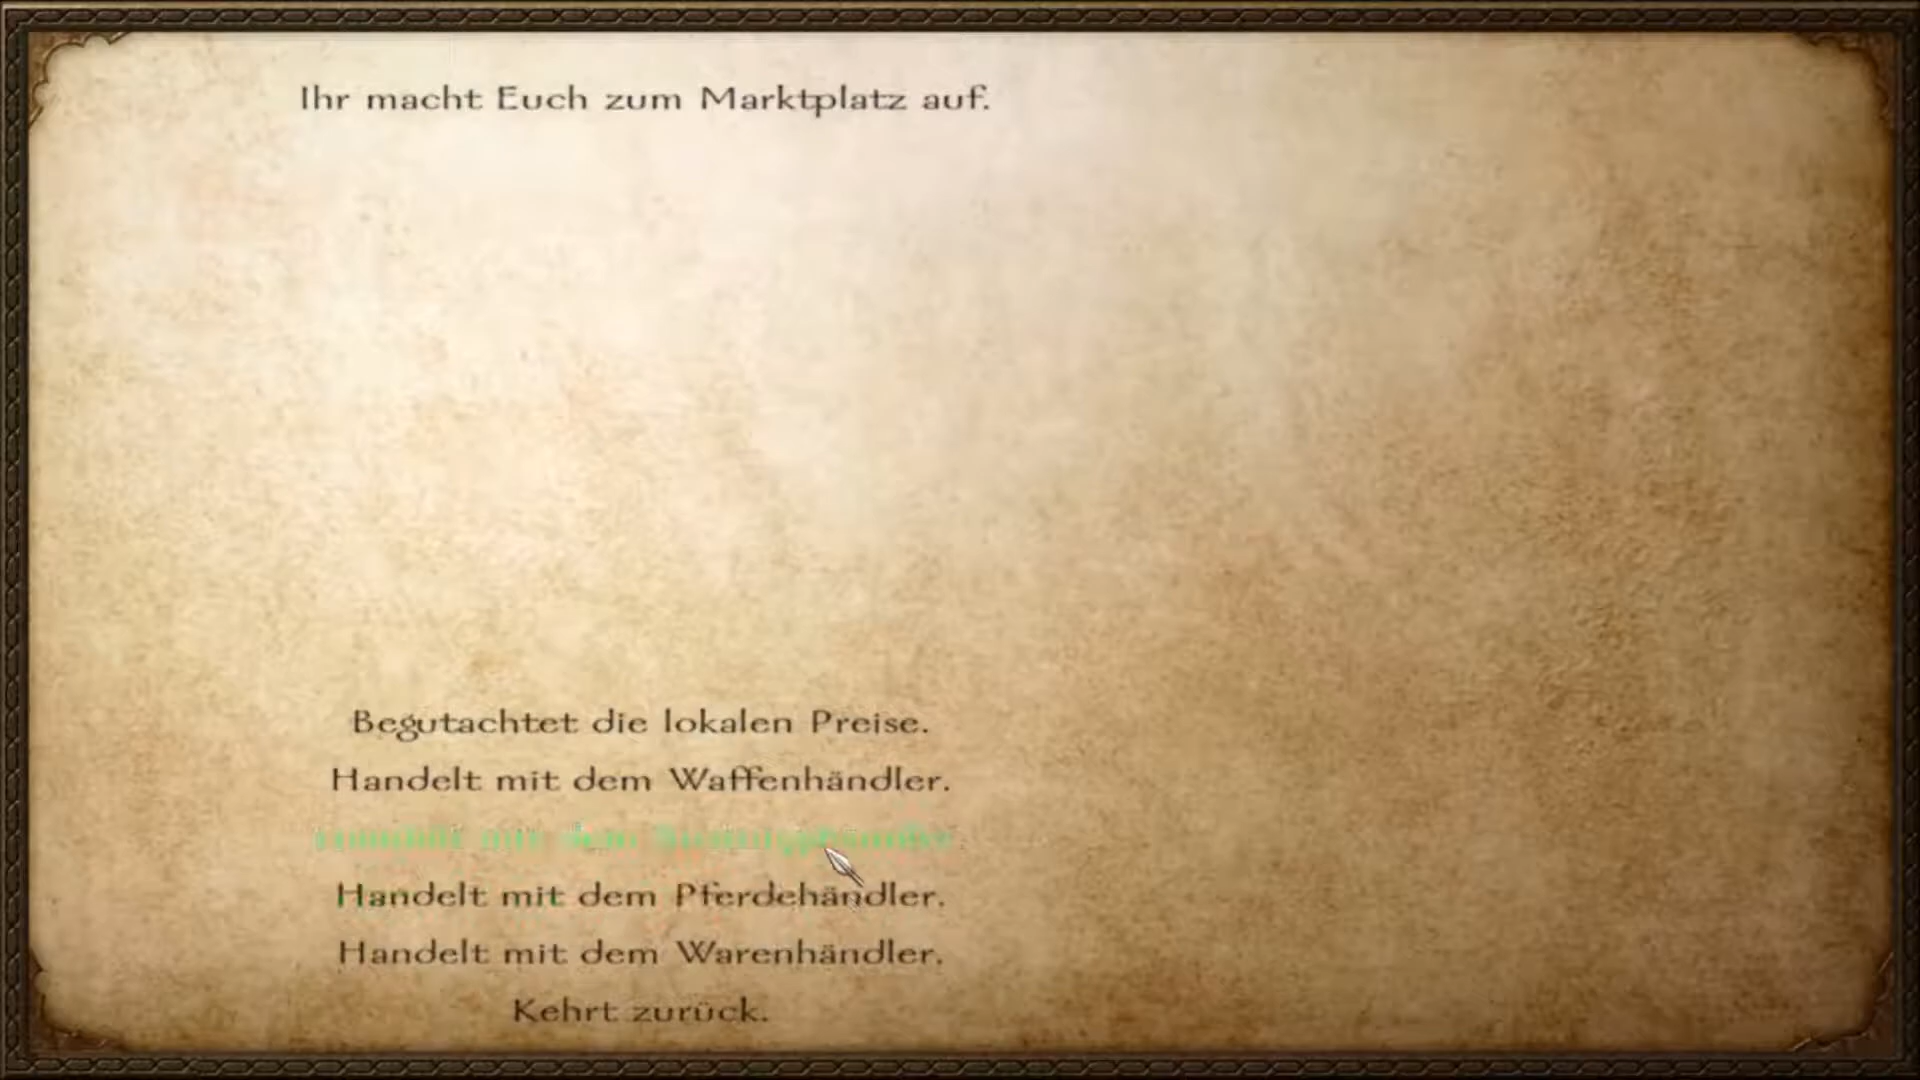 Ihr macht Euch zum Marktplatz auf.
Begutachtet die lokalen Preise.
Handelt mit dem Waffenhändler.
dem
Handelt mit dem Pferdehändler.
Handelt mit dem Warenhändler.
Kehrt zurück.